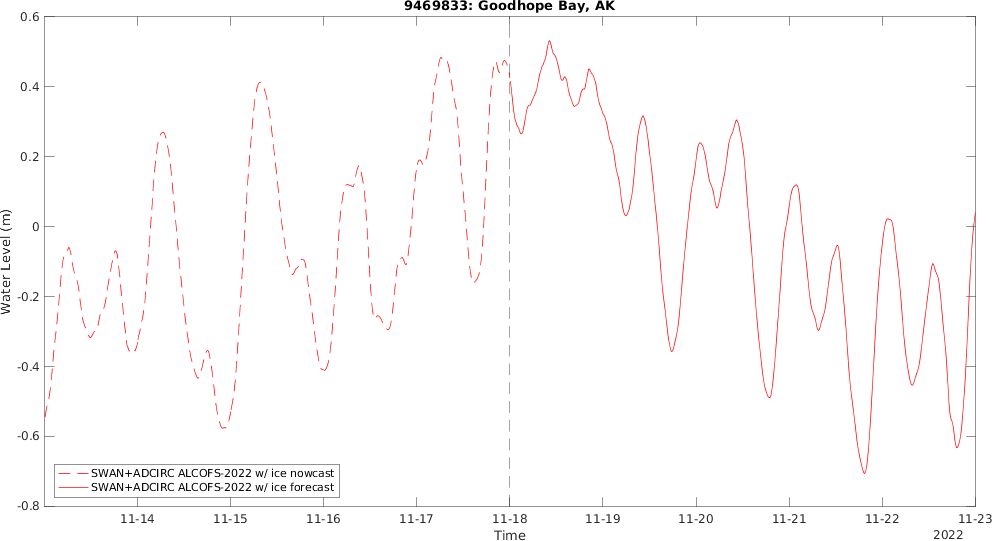 9469833: Goodhope Bay, AK
Water Level (m)
0.6
0.4
0.2
0
-0.2
-0.4
-0.6
-0.8
SWAN+ADCIRC ALCOFS-2022 w/ ice nowcast
SWAN+ADCIRC ALCOFS-2022 w/ ice forecast
11-14 11-15 11-16 11-17 11-18 11-19 11-20 11-21 11-22 11-23
Time
2022